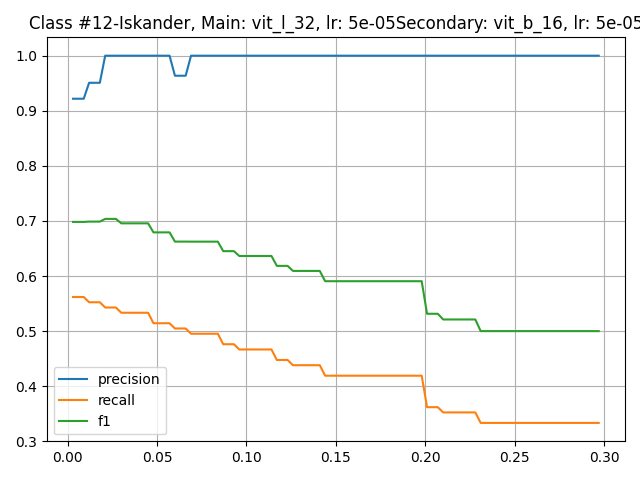 Class #12-Iskander, Main: vit_l_32, lr: 5e-05Secondary: vit_b_16, lr: 5e-05
1.0
0.9
0.8
0.7
0.6
0.5
0.4
0.3
precision
recall
f1
0.00 0.05 0.10 0.15 0.20 0.25 0.30